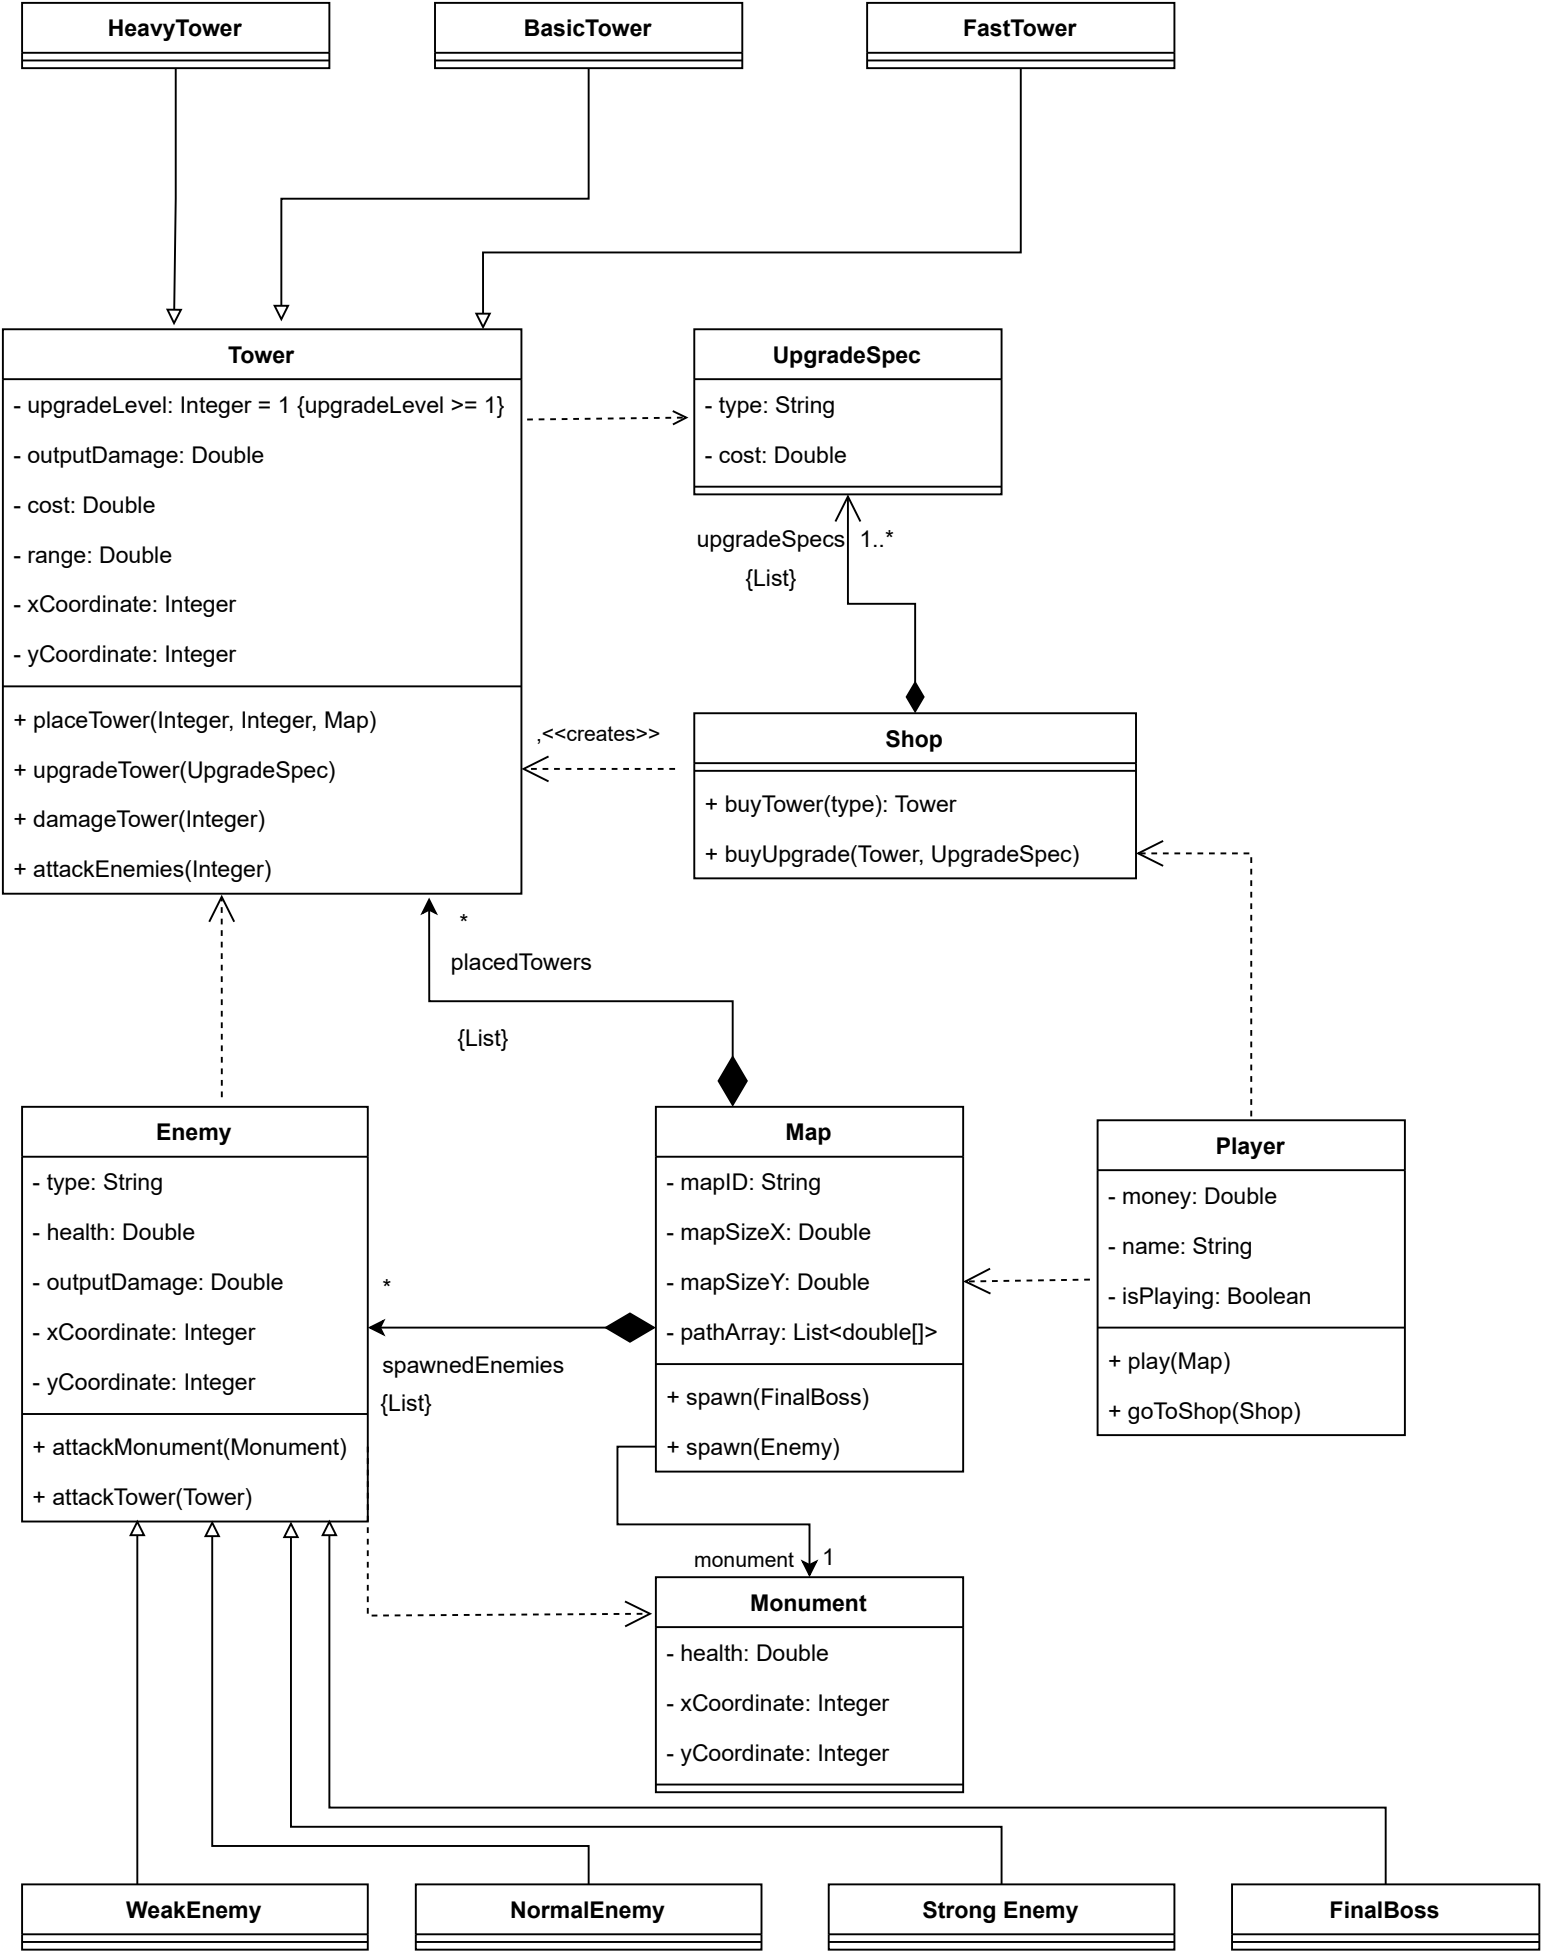 HeavyTower
BasicTower
FastTower
Tower
- upgradeLevel: Integer = 1 {upgradeLevel >= 1}
- outputDamage: Double
- cost: Double
- range: Double
- xCoordinate: Integer
- yCoordinate: Integer
+ placeTower(Integer, Integer, Map)
+ upgradeTower(UpgradeSpec)
+ damageTower(Integer)
+ attackEnemies(Integer)
UpgradeSpec
- type: String
- cost: Double
upgradeSpecs
1..*
{List}
,<<creates>>
Shop
+ buyTower(type): Tower
+ buyUpgrade(Tower, UpgradeSpec)
*
placedTowers
{List}
Enemy
- type: String
- health: Double
- outputDamage: Double
- xCoordinate: Integer
- yCoordinate: Integer
+ attackMonument(Monument)
+ attackTower(Tower)
*
spawnedEnemies
{List}
Map
- mapID: String
- mapSizeX: Double
- mapSizeY: Double
- pathArray: List<double[]>
+ spawn(FinalBoss)
+ spawn(Enemy)
Player
- money: Double
- name: String
- isPlaying: Boolean
+ play(Map)
+ goToShop(Shop)
monument
1
Monument
- health: Double
- xCoordinate: Integer
- yCoordinate: Integer
WeakEnemy
NormalEnemy
Strong Enemy
FinalBoss